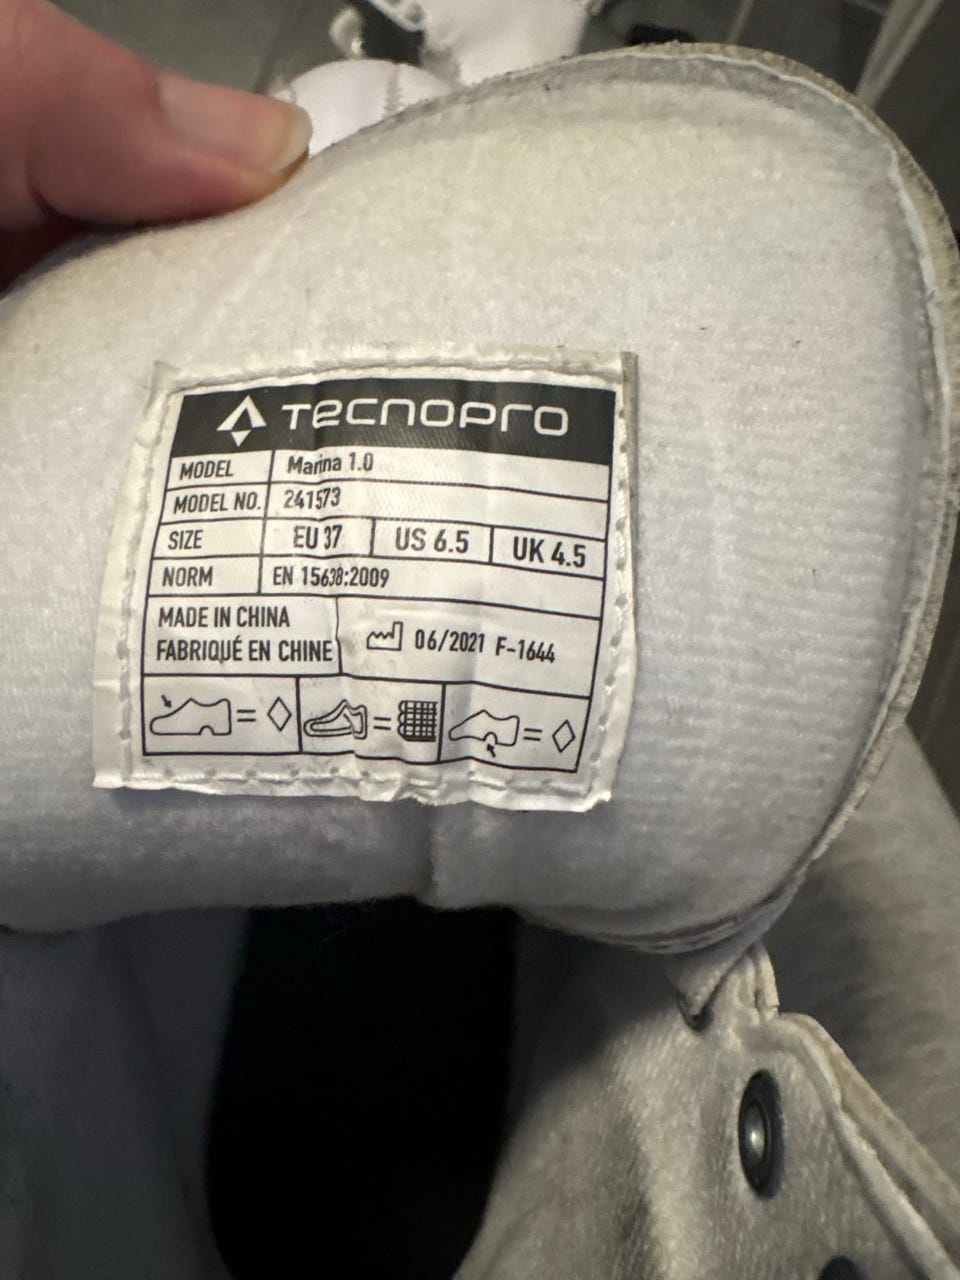 TECNOPRO
MODEL Marina 1.0
MODEL NO. 241573
SIZE EU 37 US 6.5 UK 4.5
NORM EN 15638:2009
MADE IN CHINA
FABRIQUÉ EN CHINE
06/2021 F-1644